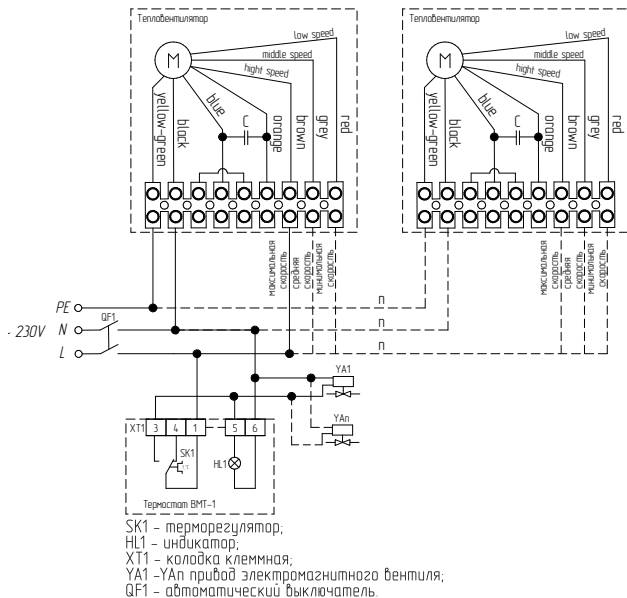 Тепловентилятор
Тепловентилятор
low speed
middle speed
hight speed
M
yellow-green
black
blue
C
orange
brown
grey
red
low speed
middle speed
hight speed
M
yellow-green
black
blue
C
orange
brown
grey
red
максимальная
скорость
средняя
скорость
минимальная
скорость
максимальная
скорость
средняя
скорость
минимальная
скорость
PE
n
~ 230V
N
QF1
n
L
n
YA1
YAn
XT1
3
4
1
5
6
SK1
t°C
HL1
Термостат ВМТ-1
SK1 - терморегулятор;
HL1 - индикатор;
XT1 - колодка клеммная;
YA1 -YAn привод электромагнитного вентиля;
QF1 - автоматический выключатель.